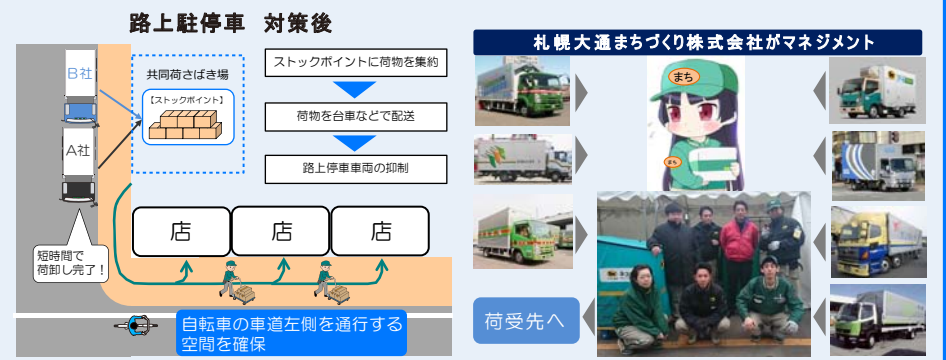 路上駐停車 対策後
B社
A社
共同荷さばき場
【ストックポイント】
ストックポイントに荷物を集約
荷物を台車などで配送
路上停車車両の抑制
店
店
店
短時間で
荷卸し完了！
自転車の車道左側を通行する
空間を確保
札幌大通まちづくり株式会社がマネジメント
まち
まち
荷受先へ